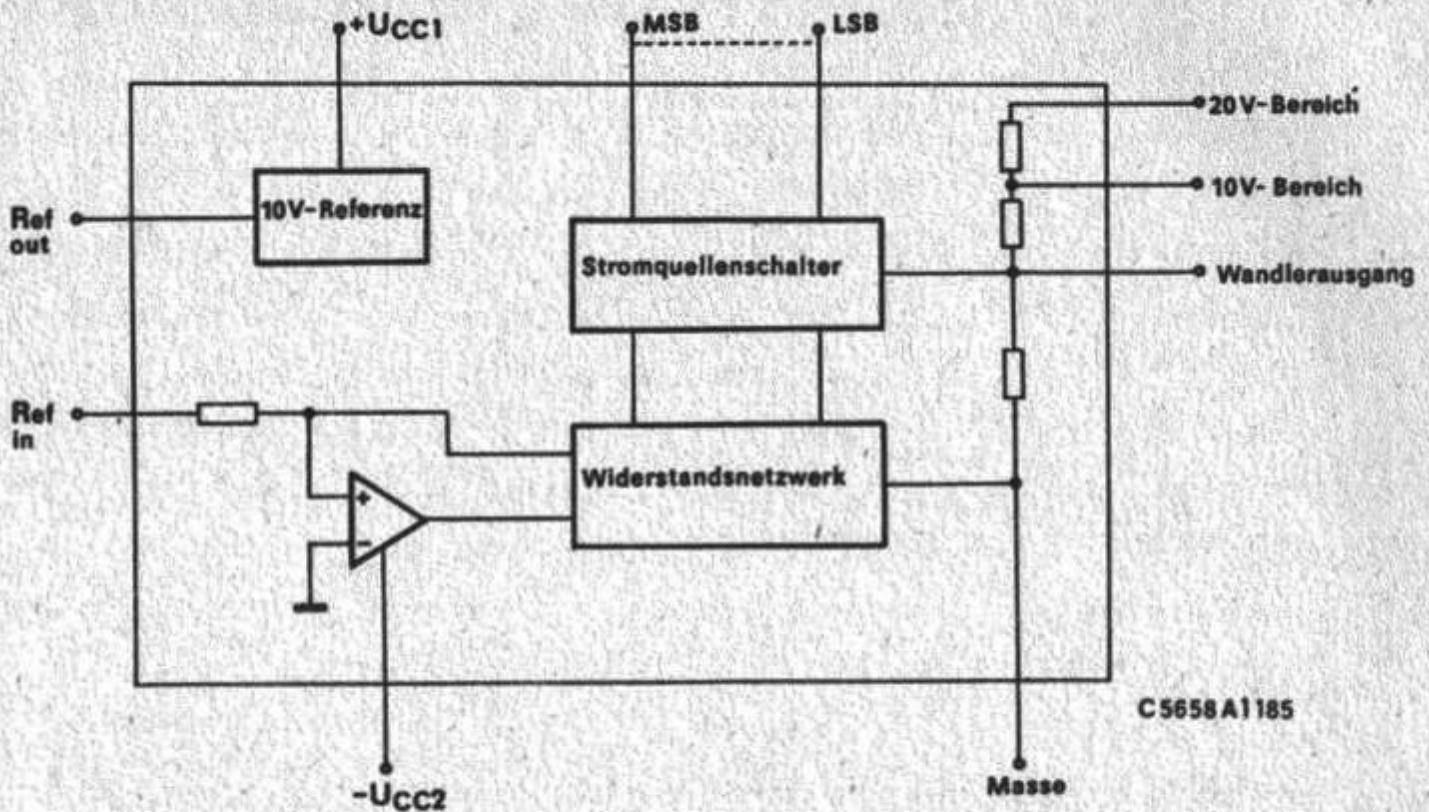 +UCC1
MSB
LSB
20V-Bereich
10V-Referenz
10V-Bereich
Ref
out
Stromquellenschalter
Wandlerausgang
Ref
in
Widerstandsnetzwerk
+
−
C5658A1185
-UCC2
Masse